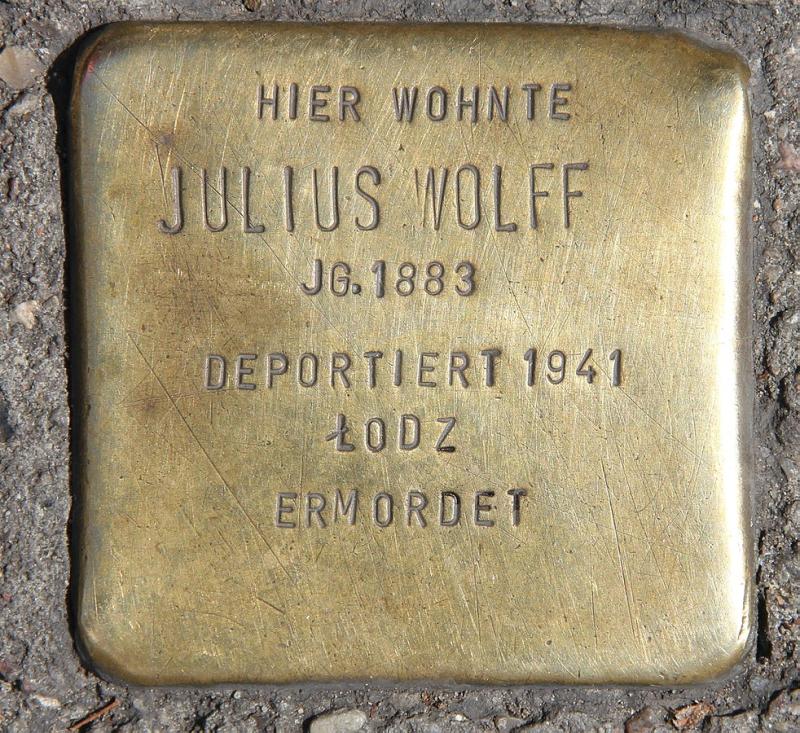 HIER WOHNTE
JULIUS WOLFF
JG. 1883
DEPORTIERT 1941
ŁODZ
ERMORDET